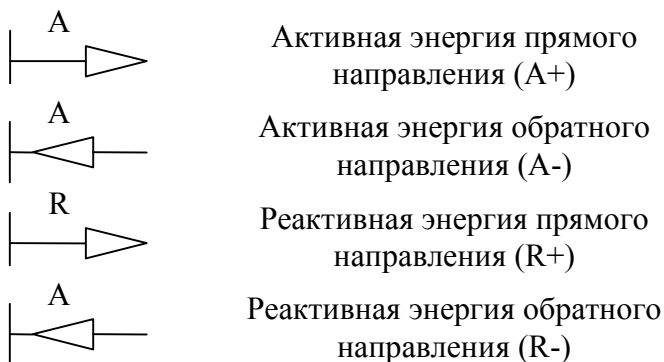 A
Активная энергия прямого
направления (A+)
A
Активная энергия обратного
направления (A-)
R
Реактивная энергия прямого
направления (R+)
A
Реактивная энергия обратного
направления (R-)